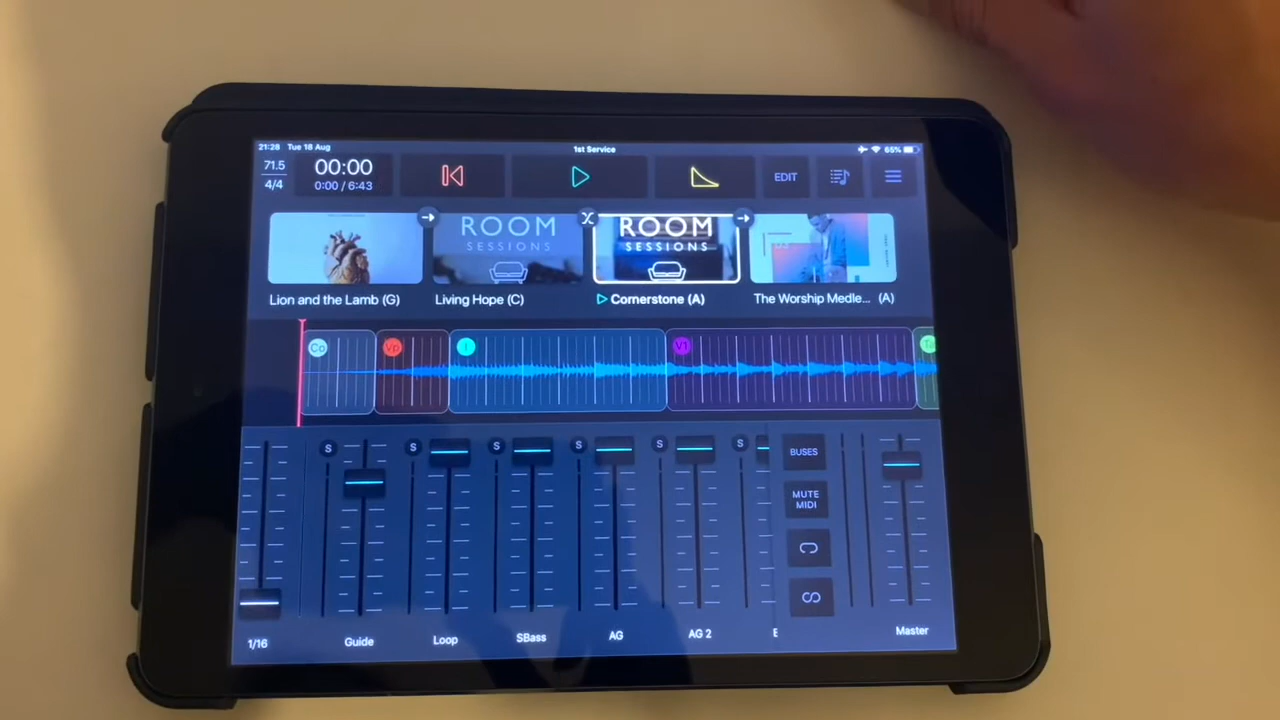 21:28 Tue 18 Aug
1st Service
65%
71.5
4/4
00:00
0:00 / 6:43
EDIT
ROOM
SESSIONS
ROOM
SESSIONS
Lion and the Lamb (G)
Living Hope (C)
Cornerstone (A)
The Worship Medle... (A)
Co
Vp
I
V1
S
S
S
S
S
S
BUSES
MUTE
MIDI
1/16
Guide
Loop
SBass
AG
AG 2
Master